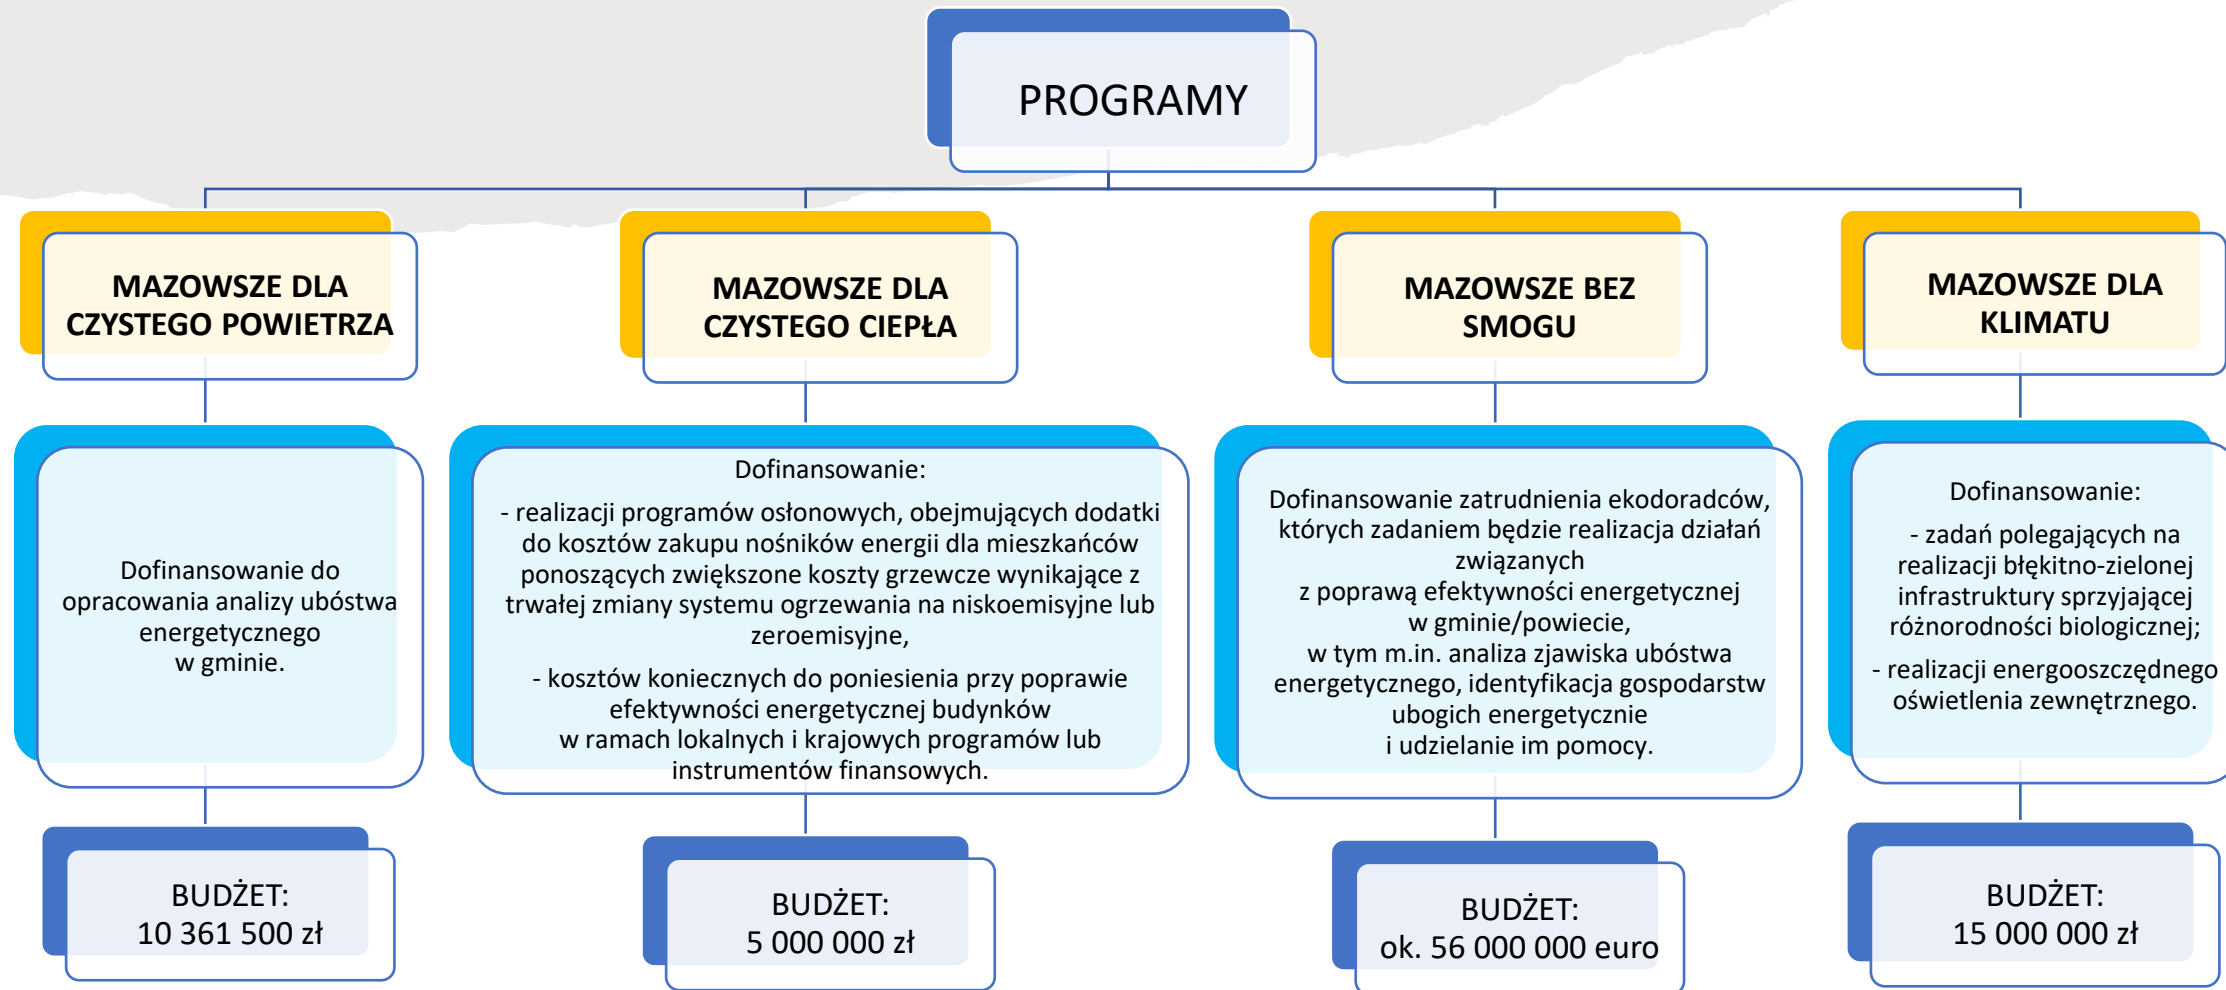 PROGRAMY
MAZOWSZE DLA
CZYSTEGO POWIETRZA
MAZOWSZE DLA
CZYSTEGO CIEPŁA
MAZOWSZE BEZ
SMOGU
MAZOWSZE DLA
KLIMATU
Dofinansowanie do
opracowania analizy ubóstwa
energetycznego
w gminie.
Dofinansowanie:
- realizacji programów osłonowych, obejmujących dodatki
do kosztów zakupu nośników energii dla mieszkańców
ponoszących zwiększone koszty grzewcze wynikające z
trwałej zmiany systemu ogrzewania na niskoemisyjne lub
zeroemisyjne,
- kosztów koniecznych do poniesienia przy poprawie
efektywności energetycznej budynków
w ramach lokalnych i krajowych programów lub
instrumentów finansowych.
Dofinansowanie zatrudnienia ekodoradców,
których zadaniem będzie realizacja działań
związanych
z poprawą efektywności energetycznej
w gminie/powiecie,
w tym m.in. analiza zjawiska ubóstwa
energetycznego, identyfikacja gospodarstw
ubogich energetycznie
i udzielanie im pomocy.
Dofinansowanie:
- zadań polegających na
realizacji błękitno-zielonej
infrastruktury sprzyjającej
różnorodności biologicznej;
- realizacji energooszczędnego
oświetlenia zewnętrznego.
BUDŻET:
10 361 500 zł
BUDŻET:
5 000 000 zł
BUDŻET:
ok. 56 000 000 euro
BUDŻET:
15 000 000 zł